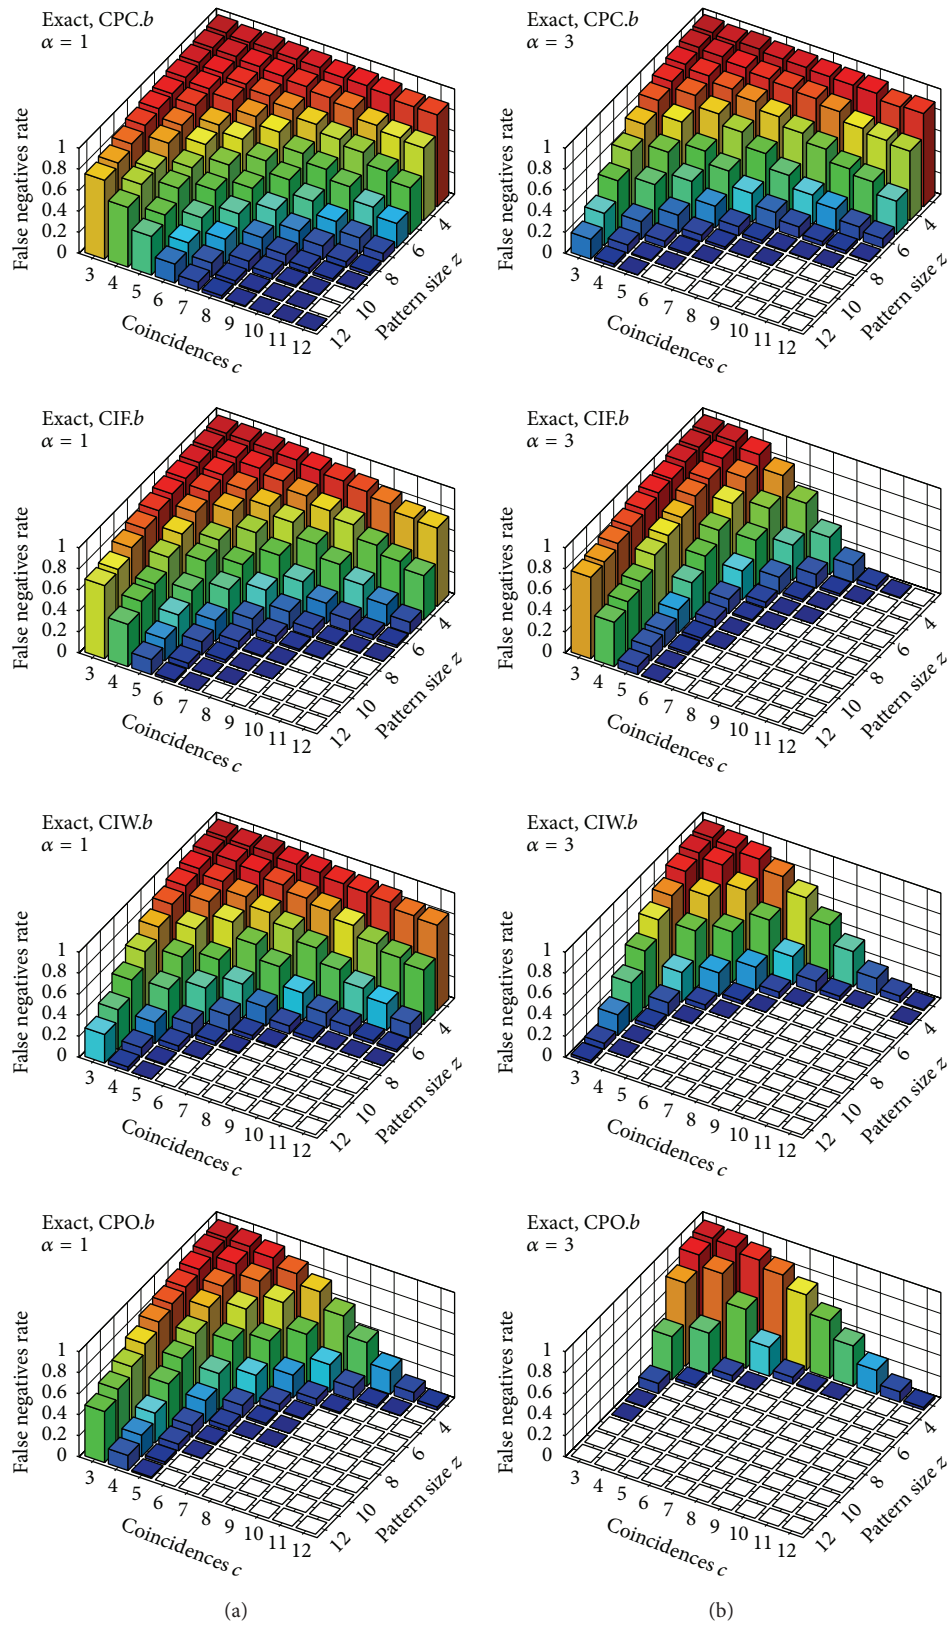 Exact, CPC.b
α = 1
False negatives rate
1
0.8
0.6
0.4
0.2
0
3 4 5 6 7 8 9 10 11 12
Coincidences c
12 10 8 6 4
Pattern size z
Exact, CPC.b
α = 3
False negatives rate
1
0.8
0.6
0.4
0.2
0
3 4 5 6 7 8 9 10 11 12
Coincidences c
12 10 8 6 4
Pattern size z
Exact, CIF.b
α = 1
False negatives rate
1
0.8
0.6
0.4
0.2
0
3 4 5 6 7 8 9 10 11 12
Coincidences c
12 10 8 6 4
Pattern size z
Exact, CIF.b
α = 3
False negatives rate
1
0.8
0.6
0.4
0.2
0
3 4 5 6 7 8 9 10 11 12
Coincidences c
12 10 8 6 4
Pattern size z
Exact, CIW.b
α = 1
False negatives rate
1
0.8
0.6
0.4
0.2
0
3 4 5 6 7 8 9 10 11 12
Coincidences c
12 10 8 6 4
Pattern size z
Exact, CIW.b
α = 3
False negatives rate
1
0.8
0.6
0.4
0.2
0
3 4 5 6 7 8 9 10 11 12
Coincidences c
12 10 8 6 4
Pattern size z
Exact, CPO.b
α = 1
False negatives rate
1
0.8
0.6
0.4
0.2
0
3 4 5 6 7 8 9 10 11 12
Coincidences c
12 10 8 6 4
Pattern size z
Exact, CPO.b
α = 3
False negatives rate
1
0.8
0.6
0.4
0.2
0
3 4 5 6 7 8 9 10 11 12
Coincidences c
12 10 8 6 4
Pattern size z
(a)
(b)